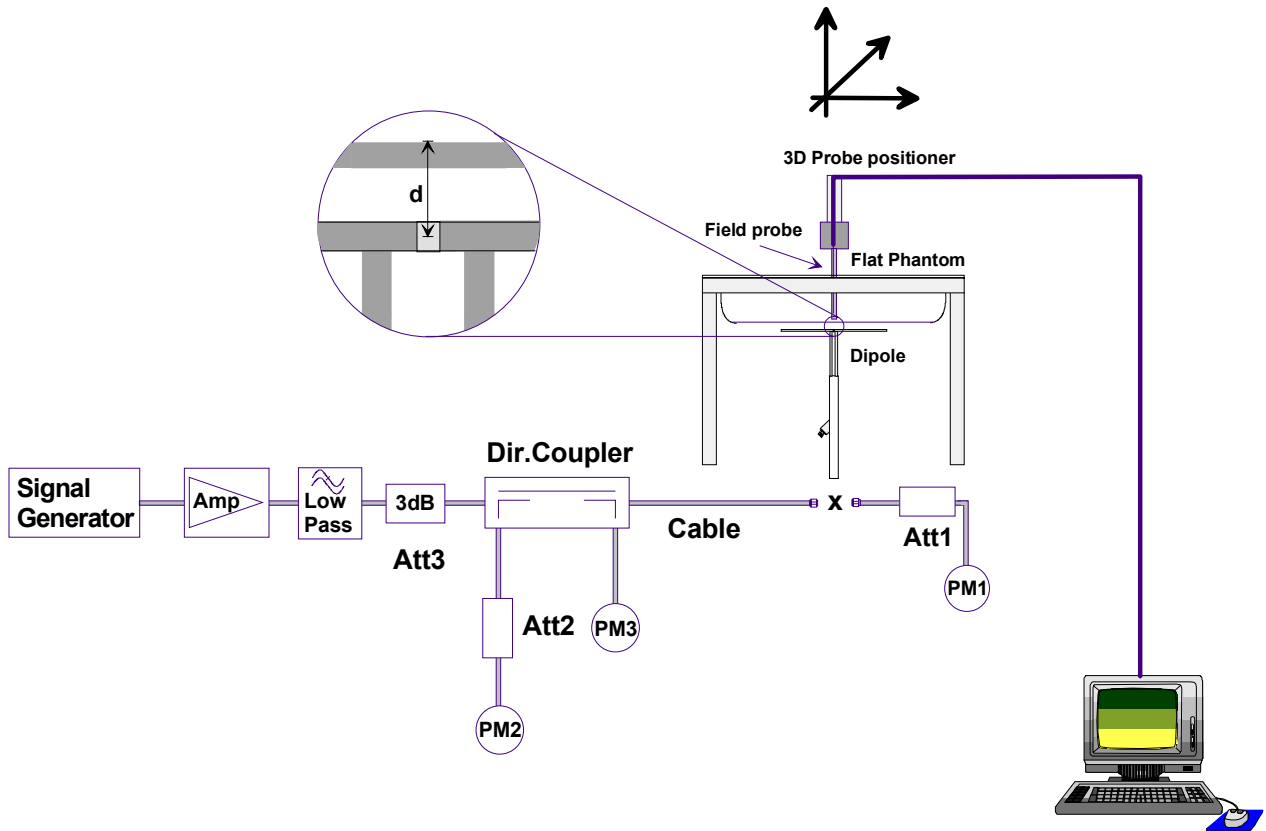 3D Probe positioner
d
Field probe
Flat Phantom
Dipole
Dir.Coupler
Signal
Generator
Amp
Low
Pass
3dB
x
Cable
Att1
Att3
PM1
Att2
PM3
PM2